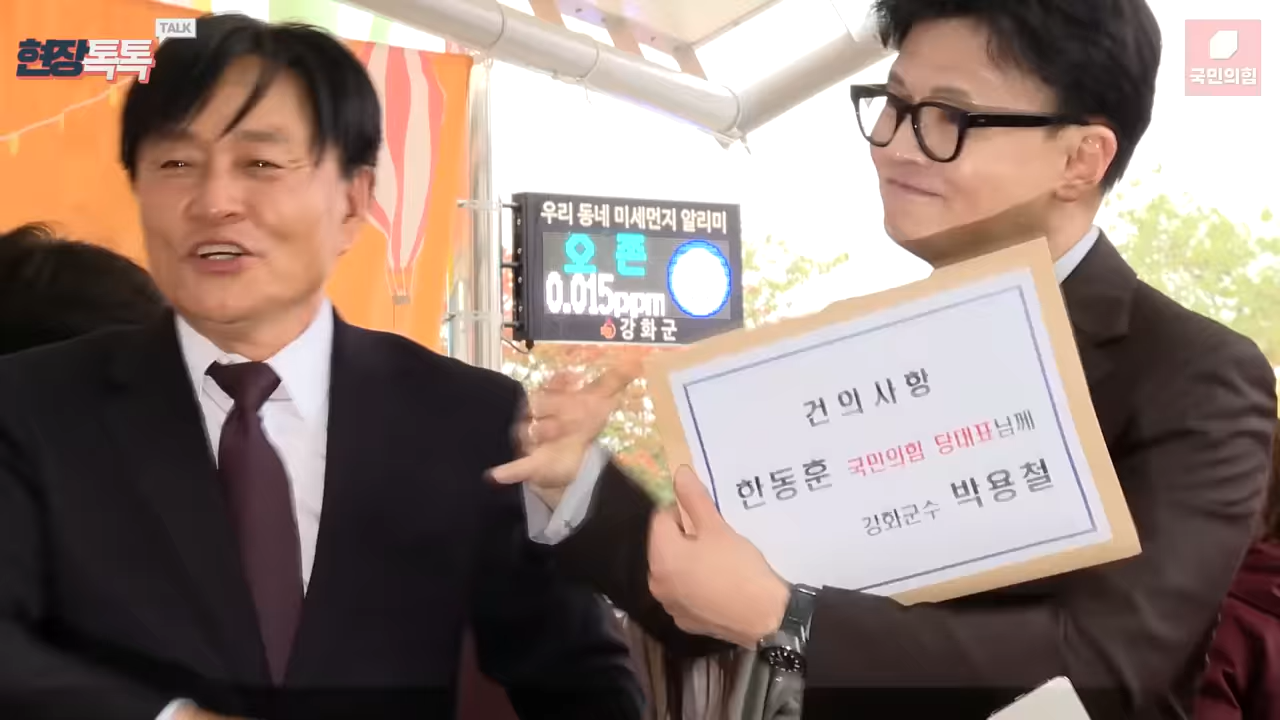 TALK
현장톡톡
국민의힘
우리 동네 미세먼지 알리미
오존
0.015ppm
강화군
건의사항
한동훈 국민의힘 당대표님께
강화군수 박용철